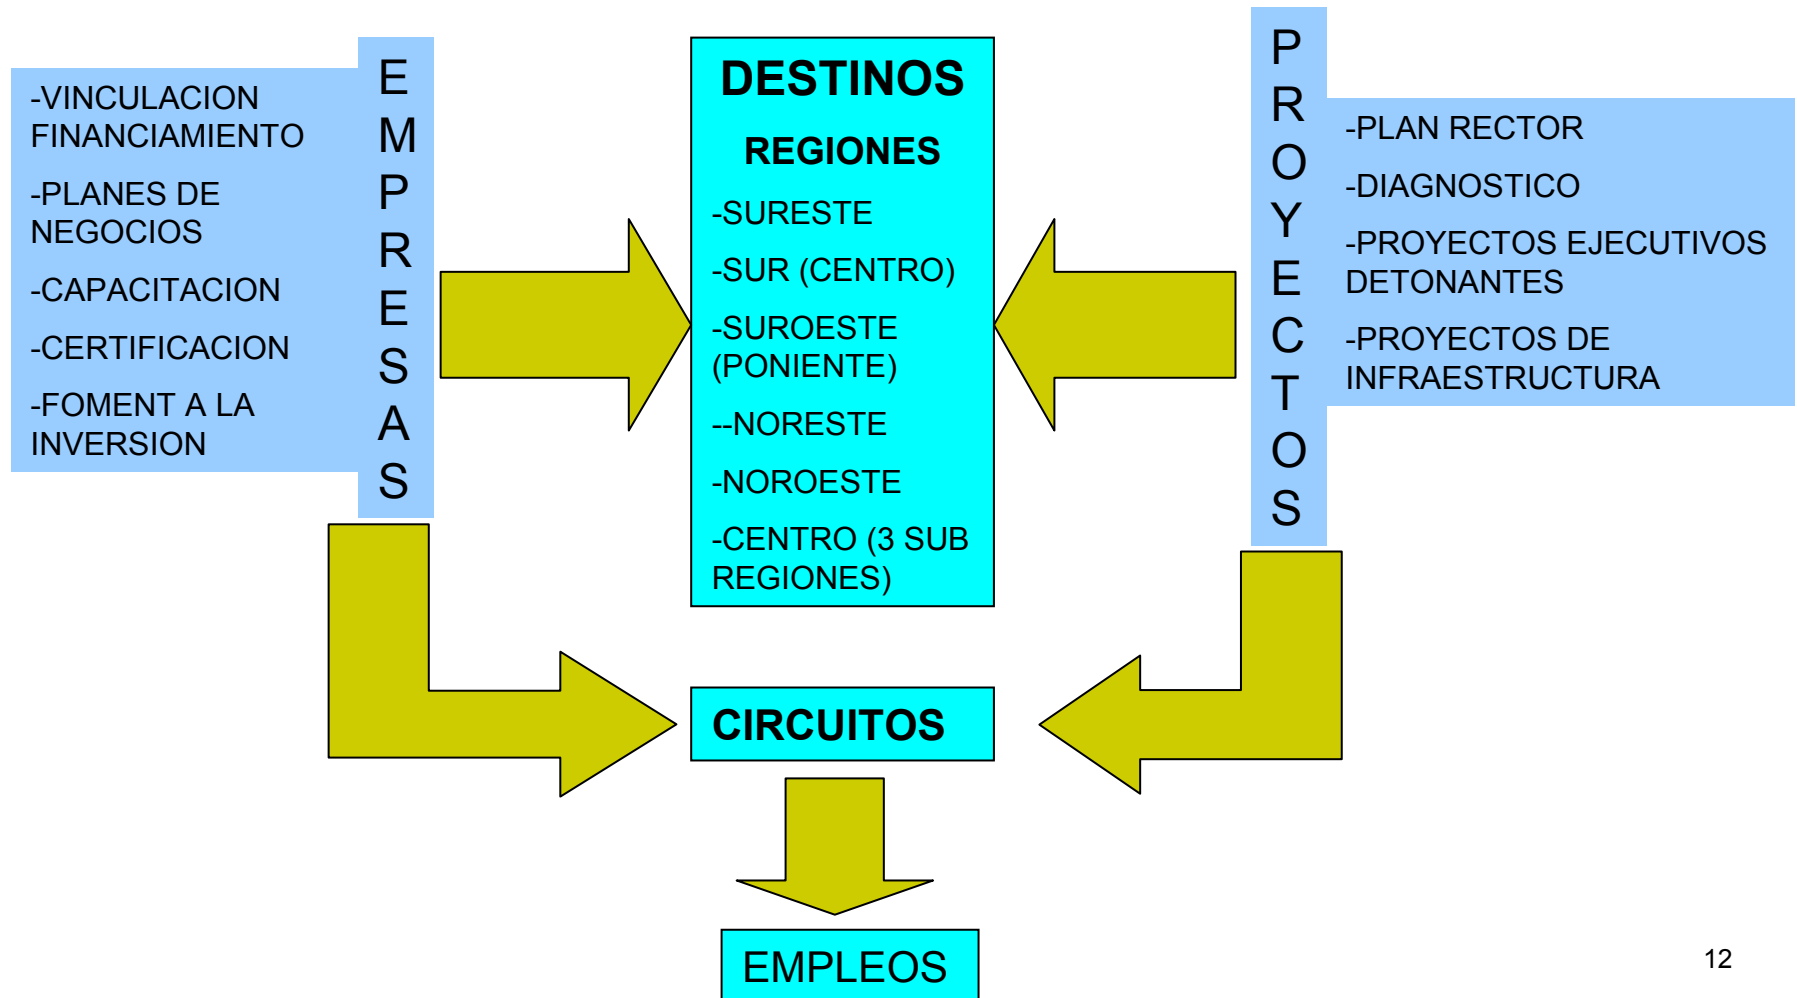 -VINCULACION
FINANCIAMIENTO
-PLANES DE
NEGOCIOS
-CAPACITACION
-CERTIFICACION
-FOMENT A LA
INVERSION
E
M
P
R
E
S
A
S
DESTINOS
REGIONES
-SURESTE
-SUR (CENTRO)
-SUROESTE
(PONIENTE)
--NORESTE
-NOROESTE
-CENTRO (3 SUB
REGIONES)
P
R
O
Y
E
C
T
O
S
-PLAN RECTOR
-DIAGNOSTICO
-PROYECTOS EJECUTIVOS
DETONANTES
-PROYECTOS DE
INFRAESTRUCTURA
CIRCUITOS
EMPLEOS
12